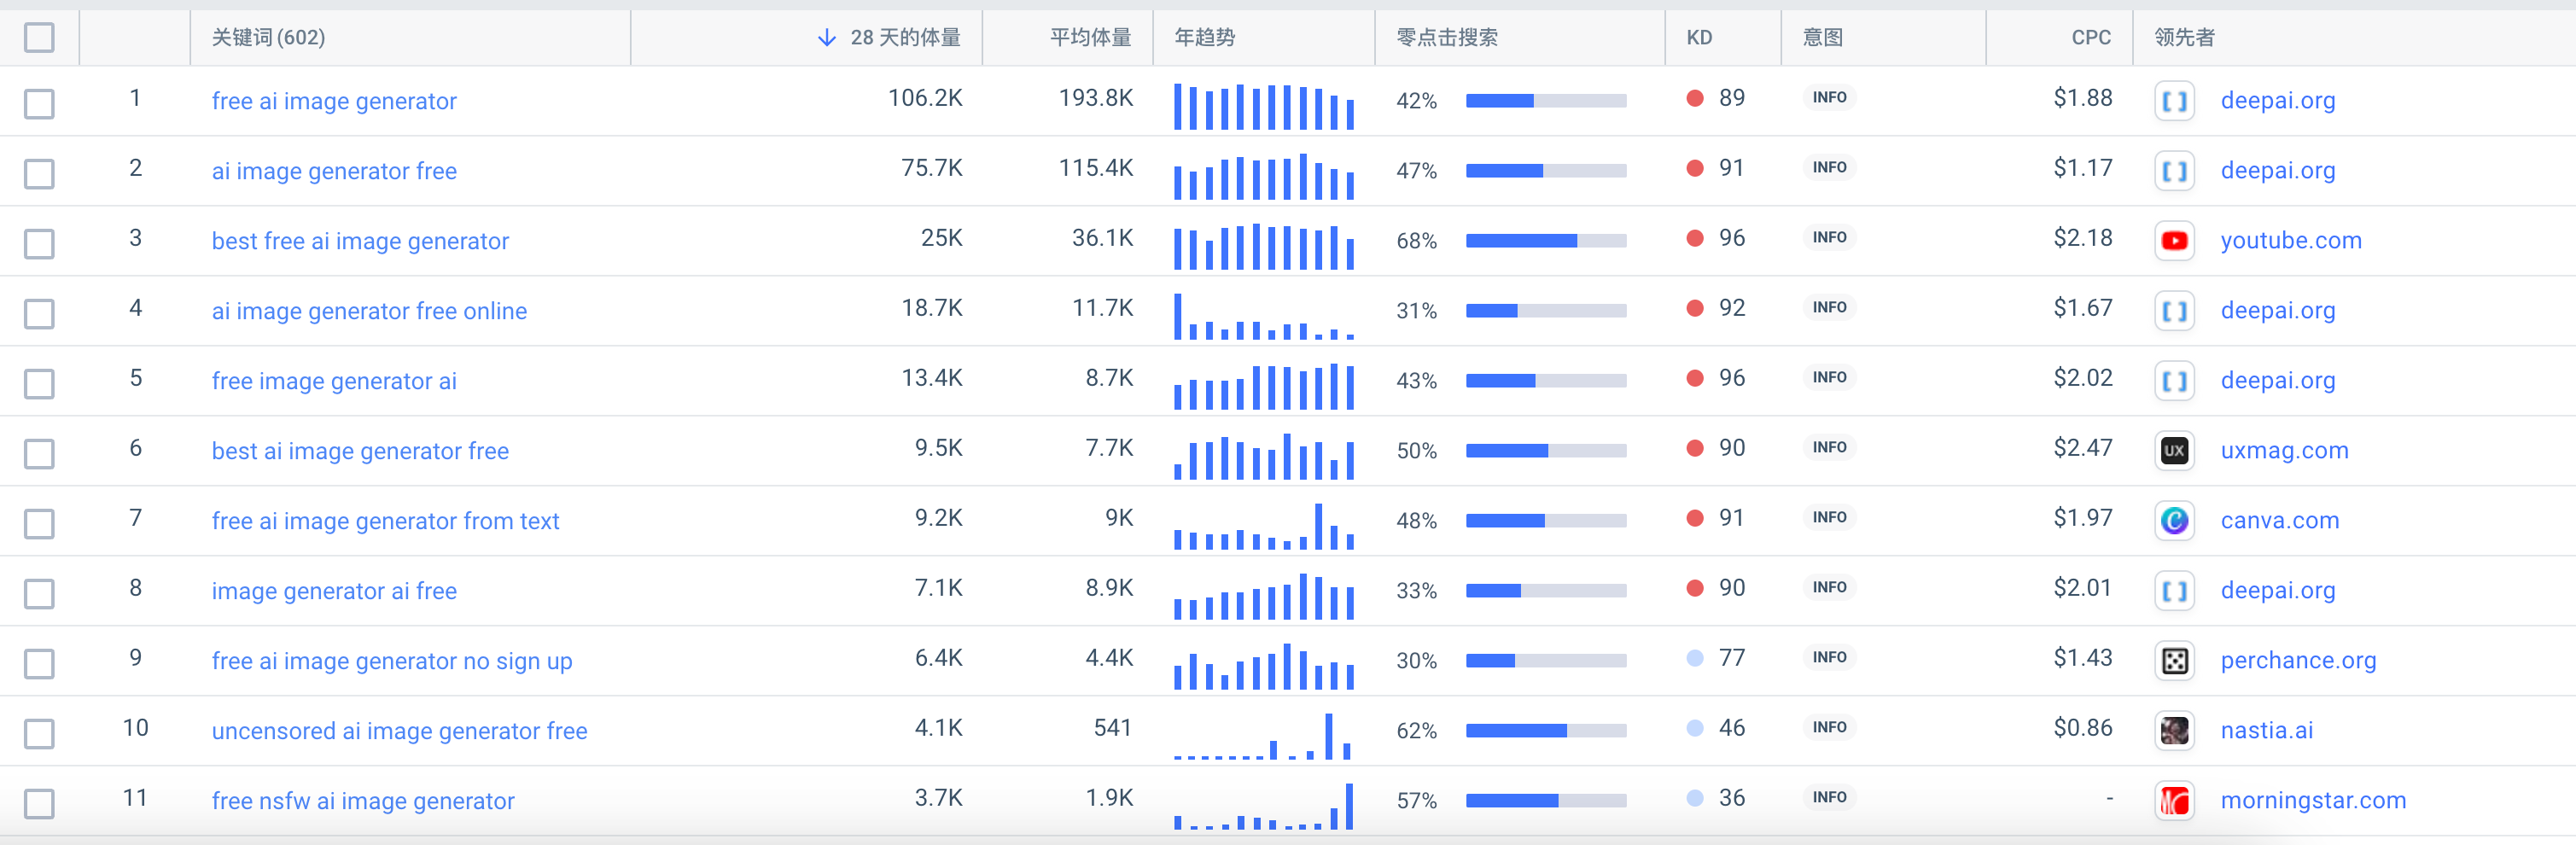 关键词(602) 28 天的体量 平均体量 年趋势 零点击搜索 KD 意图 CPC 领先者
1 free ai image generator 106.2K 193.8K 42% 89 INFO $1.88 deepai.org
2 ai image generator free 75.7K 115.4K 47% 91 INFO $1.17 deepai.org
3 best free ai image generator 25K 36.1K 68% 96 INFO $2.18 youtube.com
4 ai image generator free online 18.7K 11.7K 31% 92 INFO $1.67 deepai.org
5 free image generator ai 13.4K 8.7K 43% 96 INFO $2.02 deepai.org
6 best ai image generator free 9.5K 7.7K 50% 90 INFO $2.47 UX uxmag.com
7 free ai image generator from text 9.2K 9K 48% 91 INFO $1.97 canva.com
8 image generator ai free 7.1K 8.9K 33% 90 INFO $2.01 deepai.org
9 free ai image generator no sign up 6.4K 4.4K 30% 77 INFO $1.43 perchance.org
10 uncensored ai image generator free 4.1K 541 62% 46 INFO $0.86 nastia.ai
11 free nsfw ai image generator 3.7K 1.9K 57% 36 INFO - morningstar.com